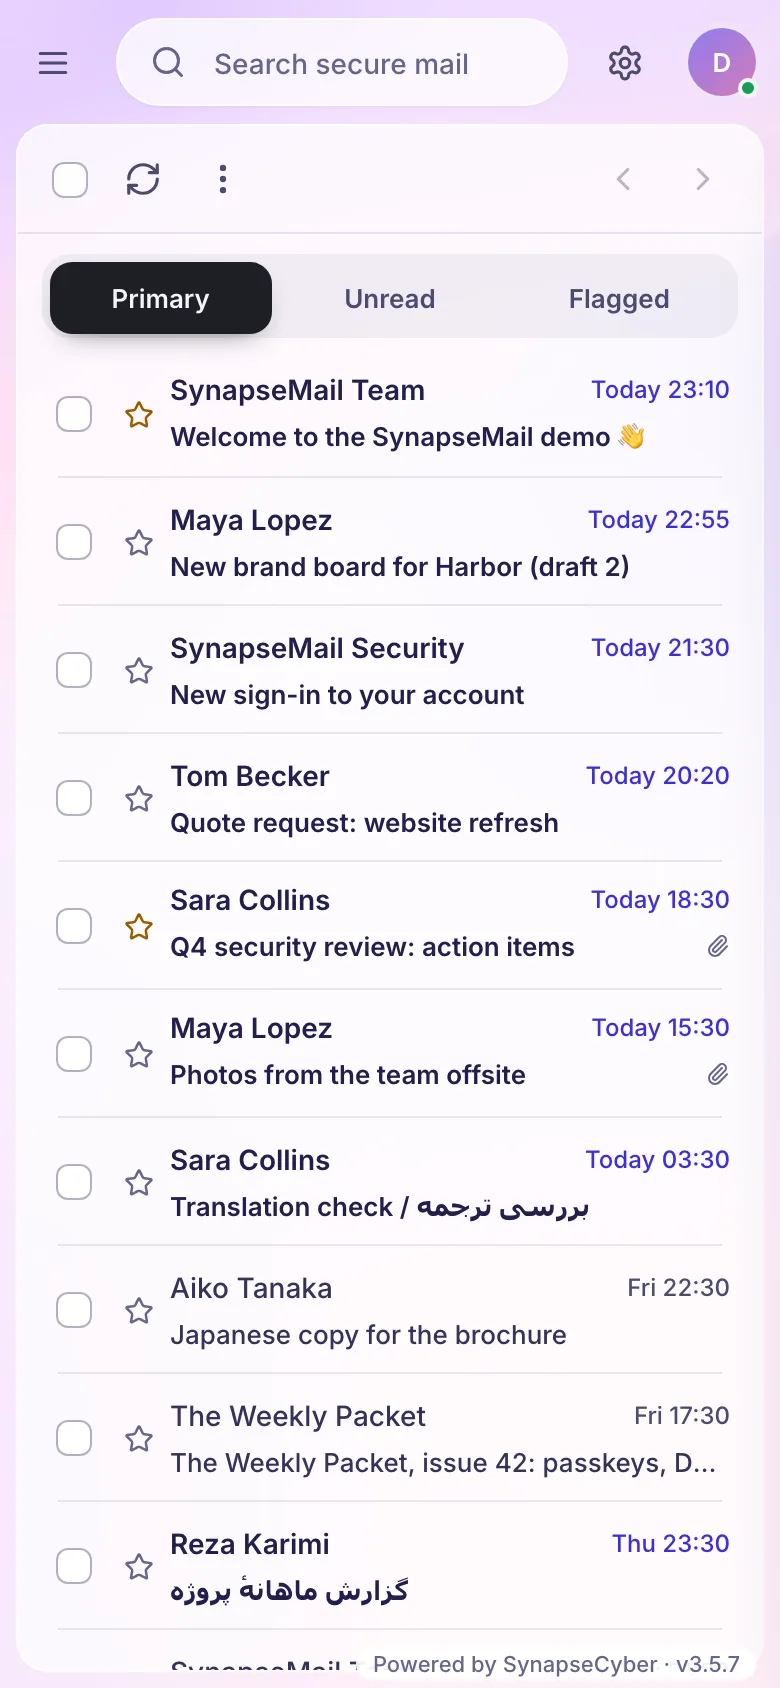 Search secure mail
D
Primary Unread Flagged
SynapseMail Team Today 23:10
Welcome to the SynapseMail demo 👋
Maya Lopez Today 22:55
New brand board for Harbor (draft 2)
SynapseMail Security Today 21:30
New sign-in to your account
Tom Becker Today 20:20
Quote request: website refresh
Sara Collins Today 18:30
Q4 security review: action items
Maya Lopez Today 15:30
Photos from the team offsite
Sara Collins Today 03:30
Translation check / بررسی ترجمه
Aiko Tanaka Fri 22:30
Japanese copy for the brochure
The Weekly Packet Fri 17:30
The Weekly Packet, issue 42: passkeys, D...
Reza Karimi Thu 23:30
گزارش ماهانهٔ پروژه
SynapseMail
Powered by SynapseCyber · v3.5.7